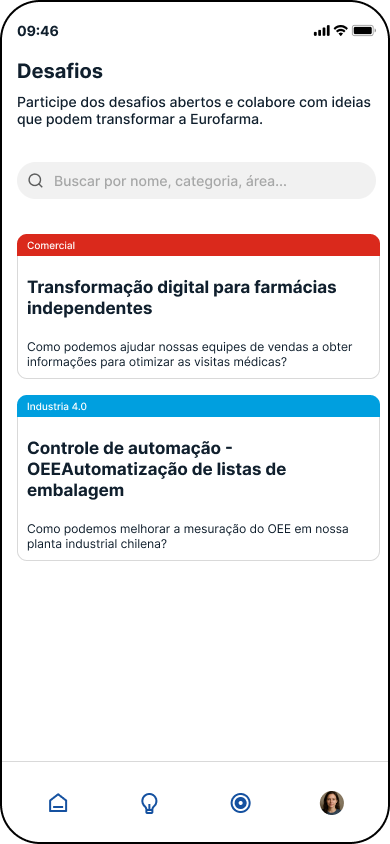 09:46
Desafios
Participe dos desafios abertos e colabore com ideias
que podem transformar a Eurofarma.
Buscar por nome, categoria, área...
Comercial
Transformação digital para farmácias
independentes
Como podemos ajudar nossas equipes de vendas a obter
informações para otimizar as visitas médicas?
Industria 4.0
Controle de automação -
OEEAutomatização de listas de
embalagem
Como podemos melhorar a mesuração do OEE em nossa
planta industrial chilena?